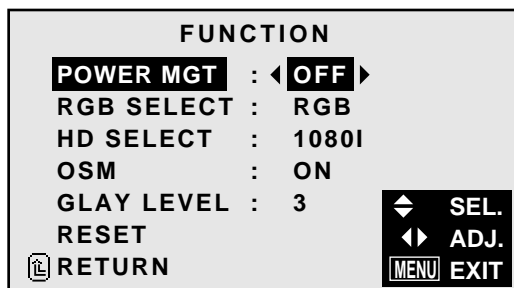 FUNCTION
POWER MGT : OFF
RGB SELECT : RGB
HD SELECT : 1080I
OSM : ON
GLAY LEVEL : 3
RESET
RETURN
SEL.
ADJ.
MENU EXIT